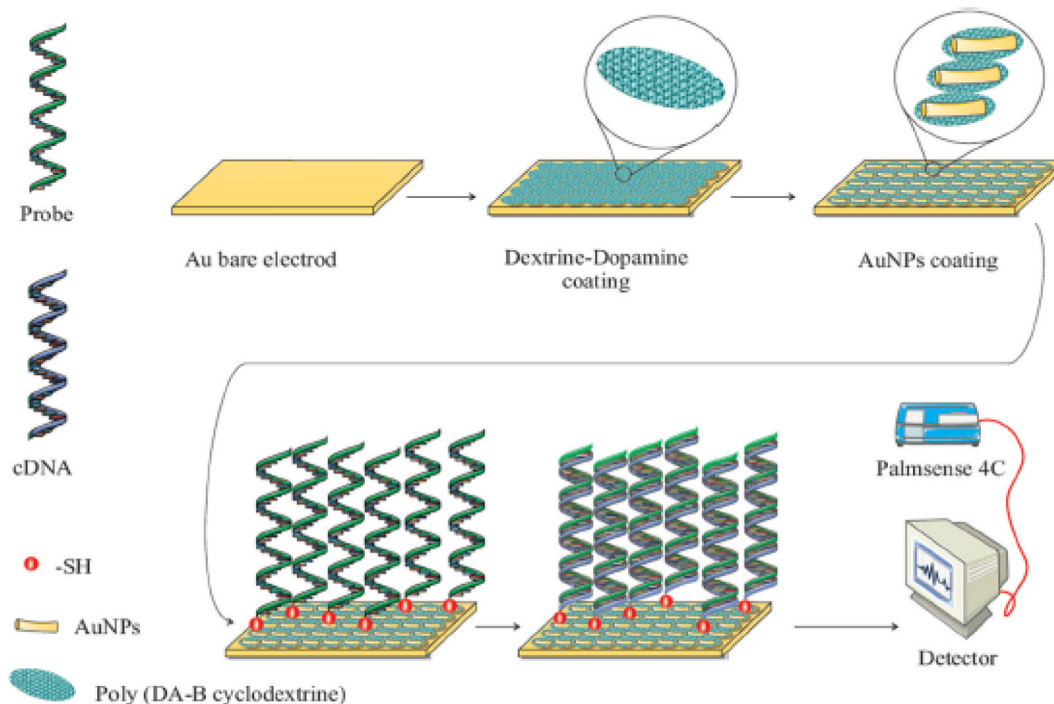 Probe
Au bare electrod
Dextrine-Dopamine
coating
AuNPs coating
cDNA
Palmsense 4C
-SH
AuNPs
Detector
Poly (DA-B cyclodextrine)